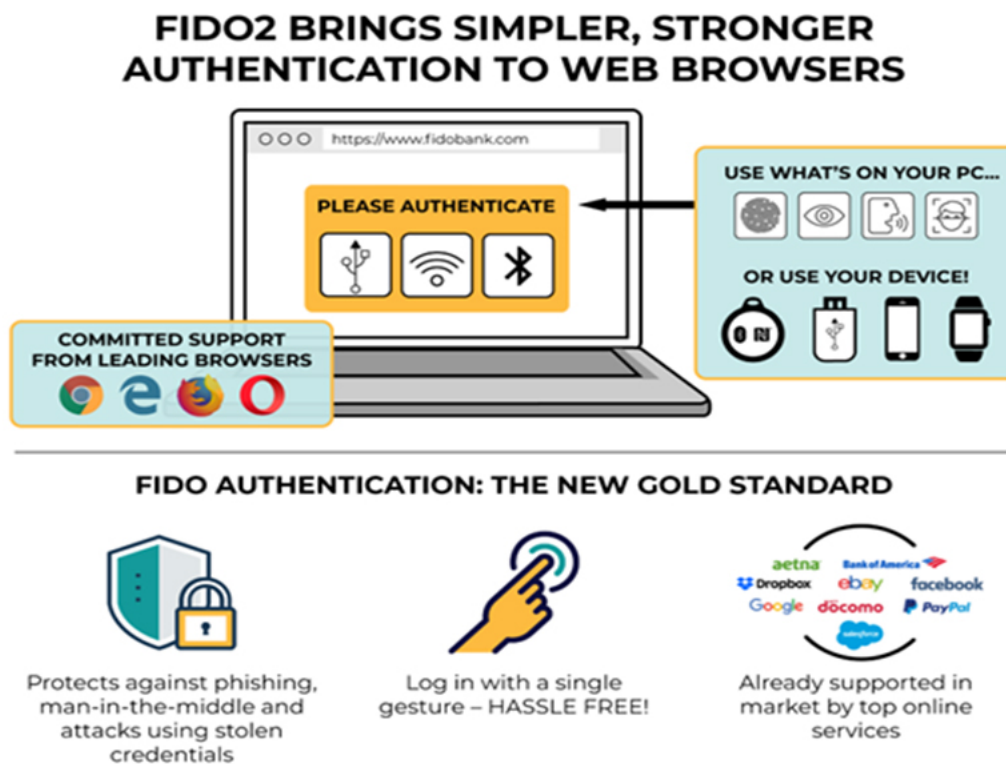 FIDO2 BRINGS SIMPLER, STRONGER
AUTHENTICATION TO WEB BROWSERS
https://www.fidobank.com
PLEASE AUTHENTICATE
USE WHAT'S ON YOUR PC...
OR USE YOUR DEVICE!
COMMITTED SUPPORT
FROM LEADING BROWSERS
FIDO AUTHENTICATION: THE NEW GOLD STANDARD
Protects against phishing,
man-in-the-middle and
attacks using stolen
credentials
Log in with a single
gesture – HASSLE FREE!
aetna Bank of America
Dropbox ebay facebook
Google döcomo PayPal
salesforce
Already supported in
market by top online
services